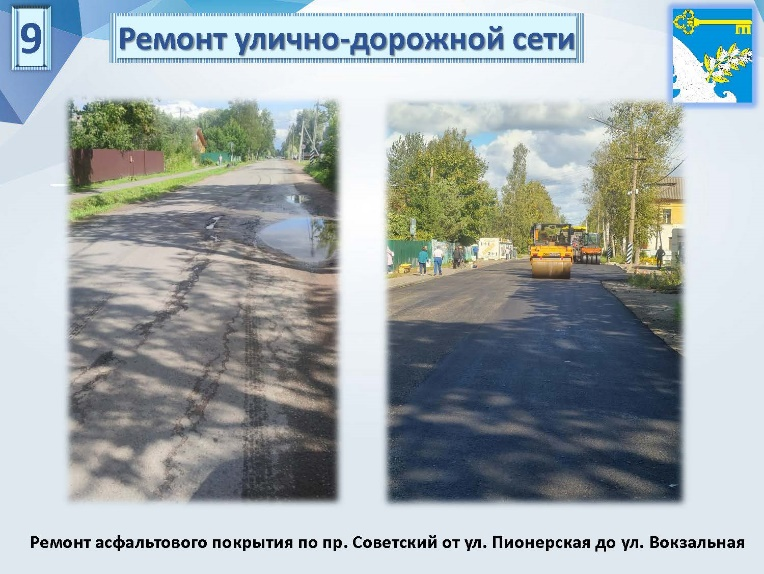 9
Ремонт улично-дорожной сети
Ремонт асфальтового покрытия по пр. Советский от ул. Пионерская до ул. Вокзальная